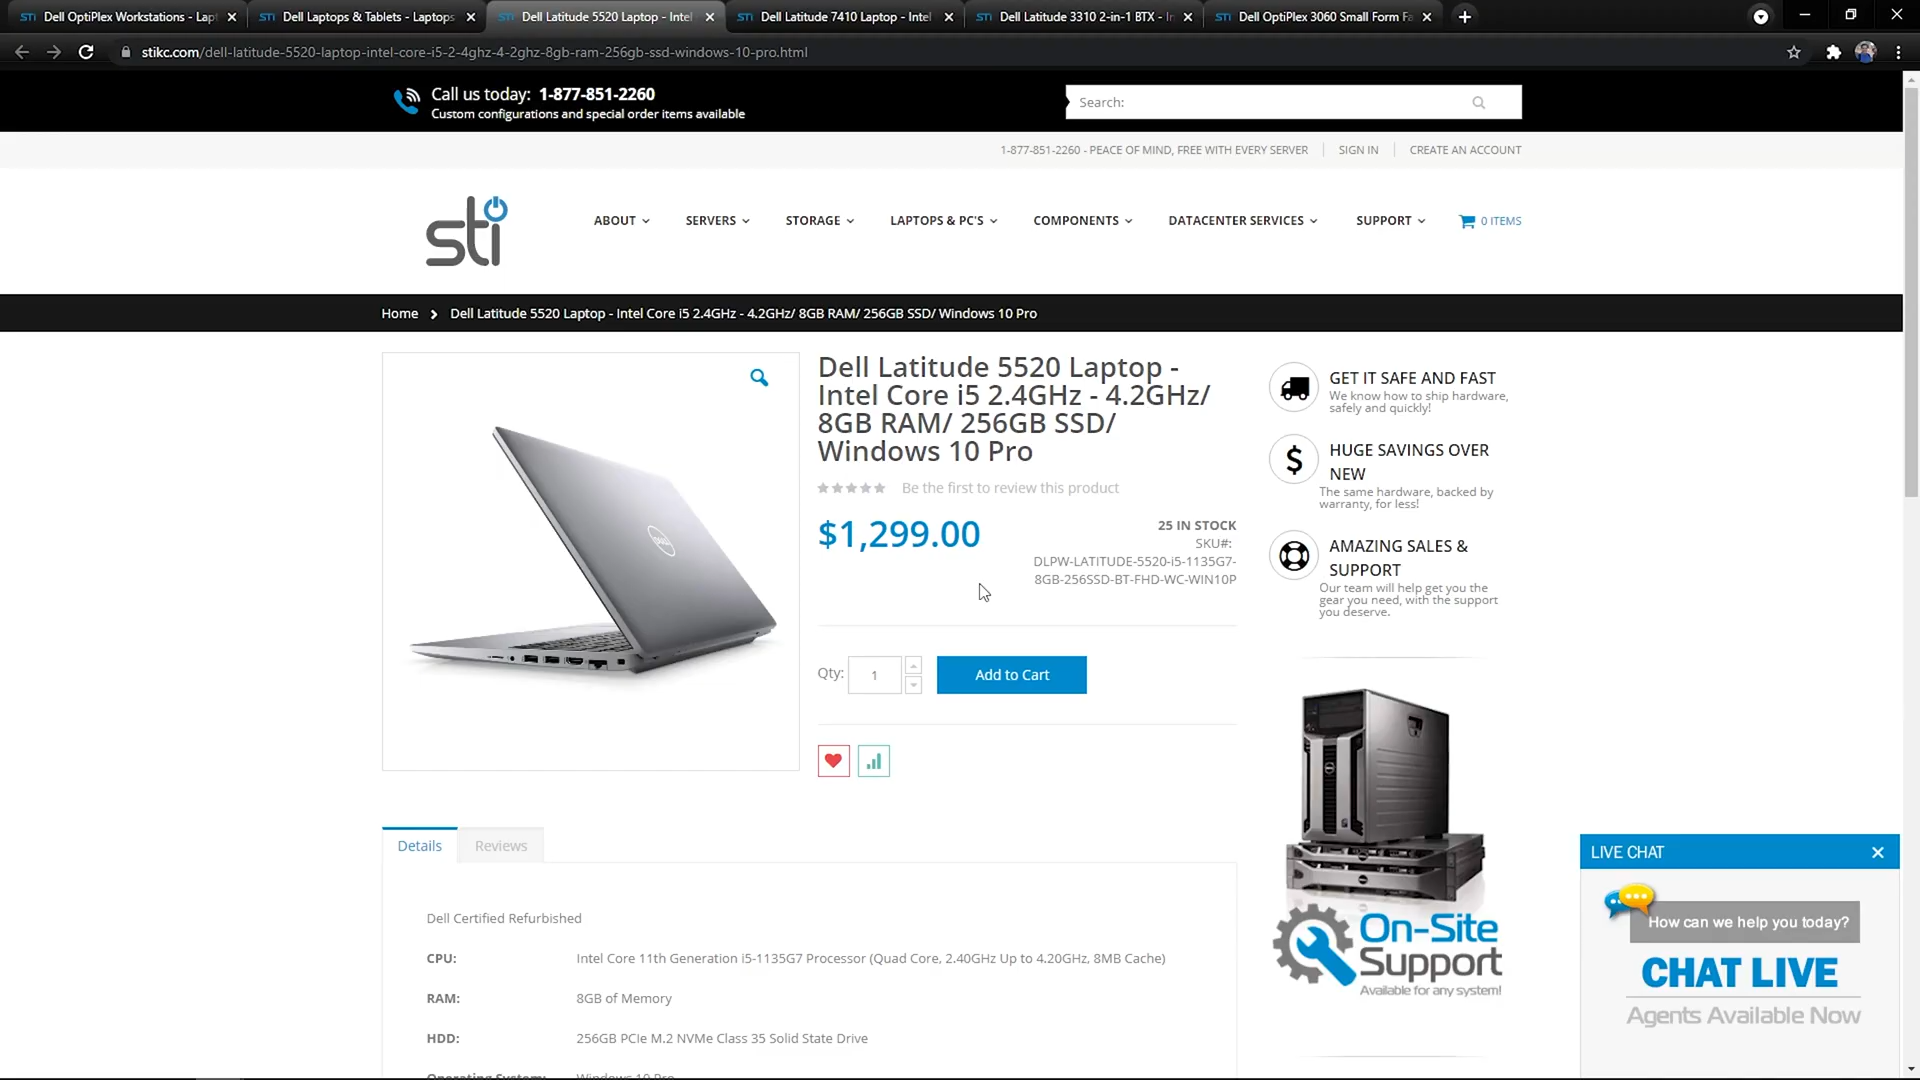 STI Dell OptiPlex Workstations - Lapt
STI Dell Laptops & Tablets - Laptops
STI Dell Latitude 5520 Laptop - Intel
STI Dell Latitude 7410 Laptop - Intel
STI Dell Latitude 3310 2-in-1 BTX - In
STI Dell OptiPlex 3060 Small Form Fa
stikc.com/dell-latitude-5520-laptop-intel-core-i5-2-4ghz-4-2ghz-8gb-ram-256gb-ssd-windows-10-pro.html
Call us today: 1-877-851-2260
Custom configurations and special order items available
Search:
1-877-851-2260 - PEACE OF MIND, FREE WITH EVERY SERVER
SIGN IN
CREATE AN ACCOUNT
sti
ABOUT
SERVERS
STORAGE
LAPTOPS & PC'S
COMPONENTS
DATACENTER SERVICES
SUPPORT
0 ITEMS
Home
Dell Latitude 5520 Laptop - Intel Core i5 2.4GHz - 4.2GHz/ 8GB RAM/ 256GB SSD/ Windows 10 Pro
DELL
Dell Latitude 5520 Laptop -
Intel Core i5 2.4GHz - 4.2GHz/
8GB RAM/ 256GB SSD/
Windows 10 Pro
Be the first to review this product
$1,299.00
25 IN STOCK
SKU#:
DLPW-LATITUDE-5520-i5-1135G7-
8GB-256SSD-BT-FHD-WC-WIN10P
Qty:
1
Add to Cart
GET IT SAFE AND FAST
We know how to ship hardware,
safely and quickly!
$
HUGE SAVINGS OVER
NEW
The same hardware, backed by
warranty, for less!
AMAZING SALES &
SUPPORT
Our team will help get you the
gear you need, with the support
you deserve.
On-Site
Support
Available for any system!
Details
Reviews
Dell Certified Refurbished
CPU:
Intel Core 11th Generation i5-1135G7 Processor (Quad Core, 2.40GHz Up to 4.20GHz, 8MB Cache)
RAM:
8GB of Memory
HDD:
256GB PCIe M.2 NVMe Class 35 Solid State Drive
Operating System:
Windows 10 Pro
LIVE CHAT
How can we help you today?
CHAT LIVE
Agents Available Now